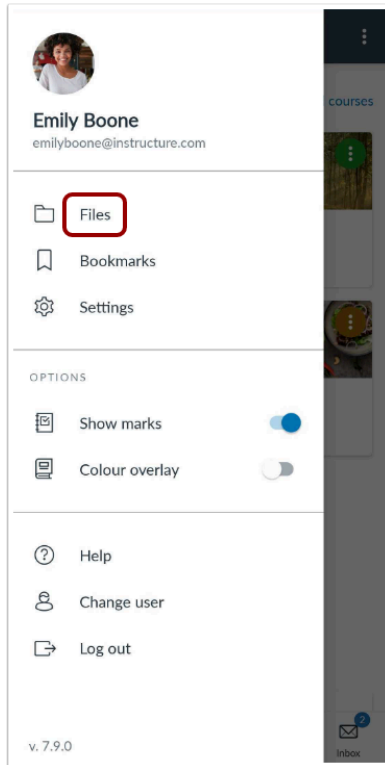 Emily Boone
emilyboone@instructure.com
courses
Files
Bookmarks
Settings
OPTIONS
Show marks
Colour overlay
Help
Change user
Log out
v. 7.9.0
2
Inbox